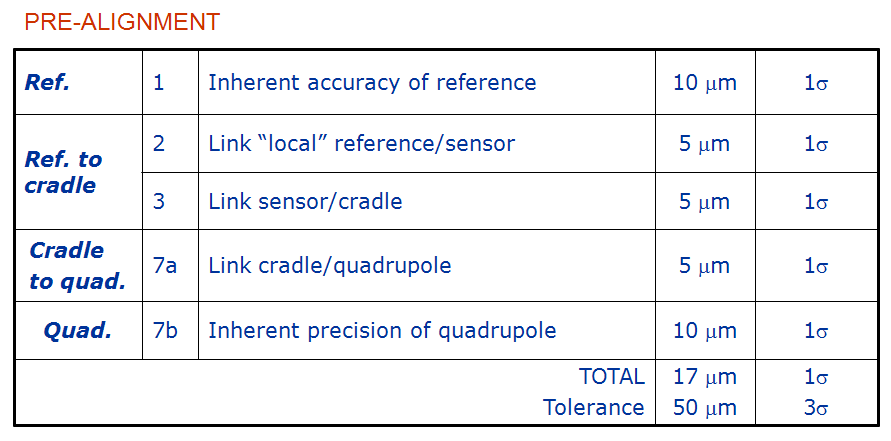 PRE-ALIGNMENT
Ref. 1 Inherent accuracy of reference 10 μm 1σ
Ref. to cradle
2 Link “local” reference/sensor 5 μm 1σ
3 Link sensor/cradle 5 μm 1σ
Cradle to quad. 7a Link cradle/quadrupole 5 μm 1σ
Quad. 7b Inherent precision of quadrupole 10 μm 1σ
TOTAL 17 μm 1σ
Tolerance 50 μm 3σ